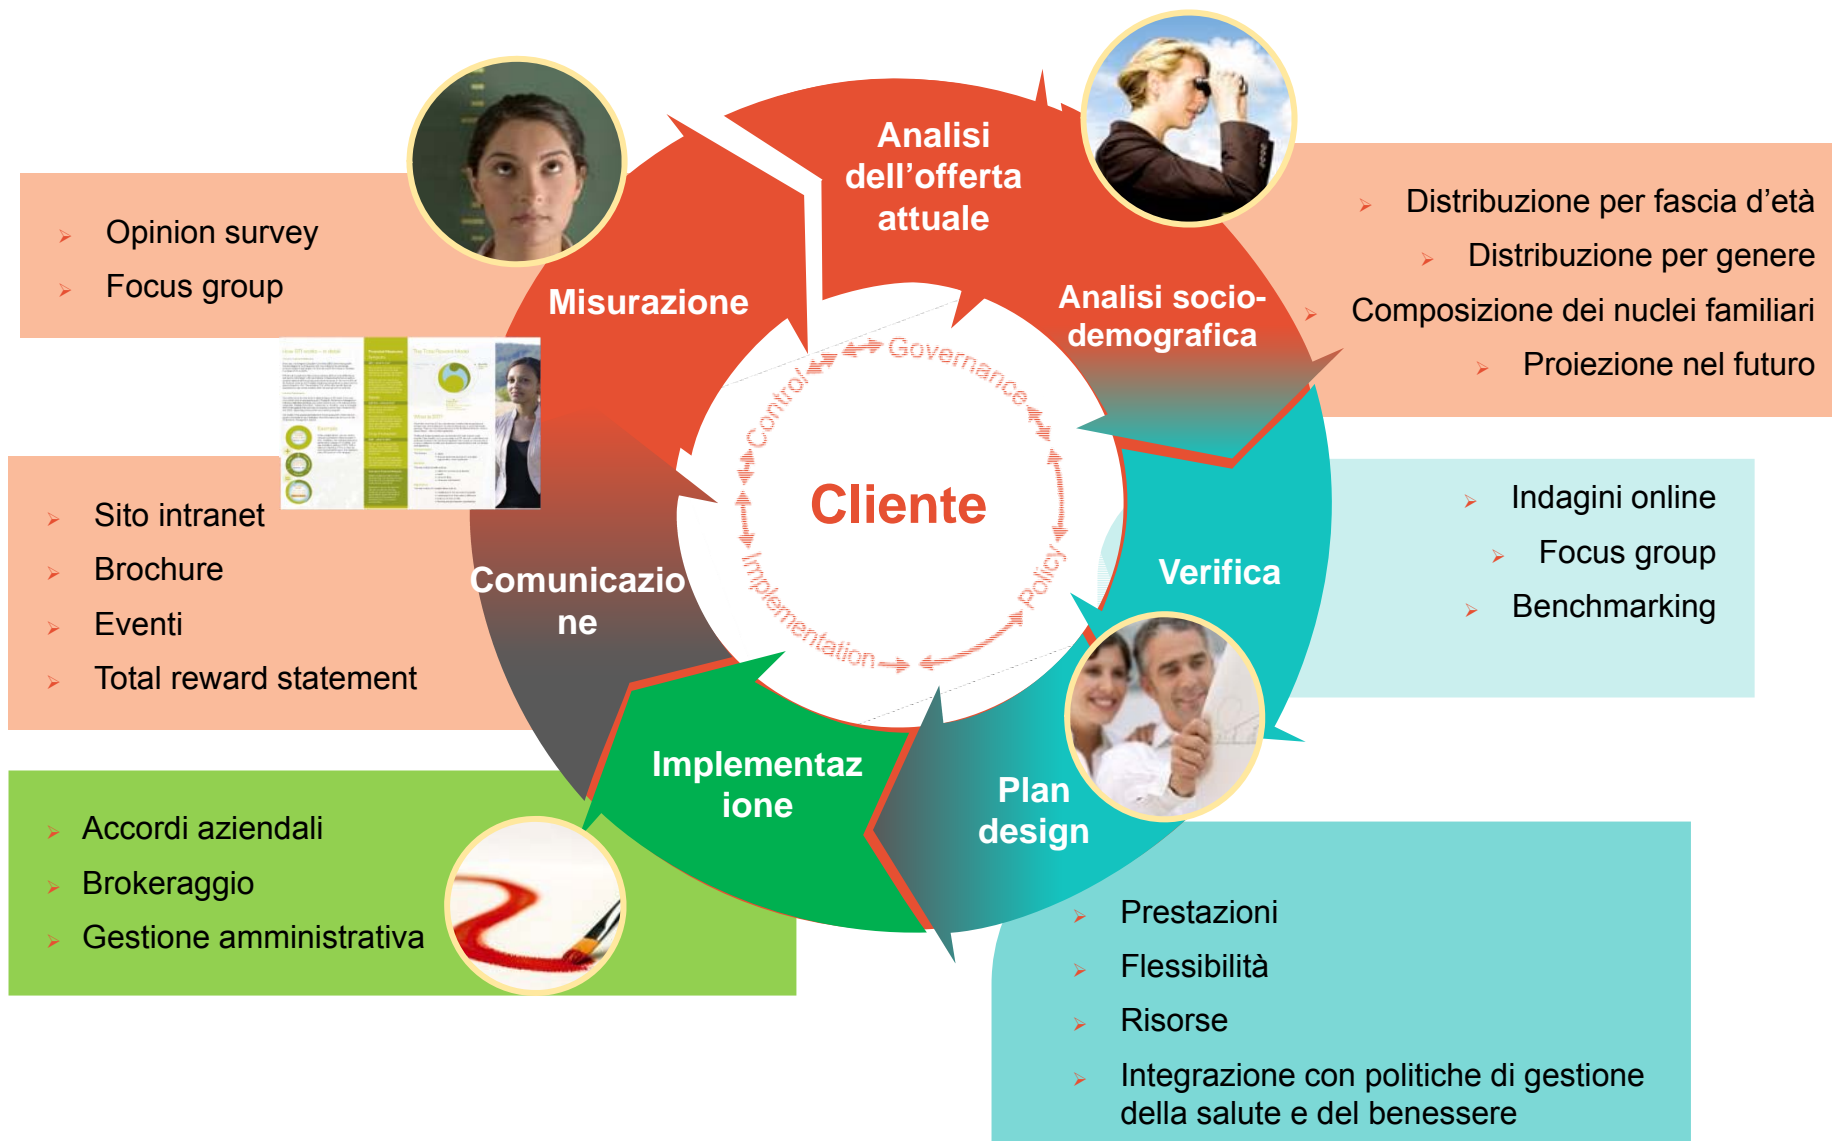 Analisi
dell’offerta
attuale
Analisi socio-
demografica
Distribuzione per fascia d’età
Distribuzione per genere
Composizione dei nuclei familiari
Proiezione nel futuro
Verifica
Indagini online
Focus group
Benchmarking
Plan
design
Prestazioni
Flessibilità
Risorse
Integrazione con politiche di gestione
della salute e del benessere
Implementaz
ione
Accordi aziendali
Brokeraggio
Gestione amministrativa
Comunicazio
ne
Sito intranet
Brochure
Eventi
Total reward statement
Misurazione
Opinion survey
Focus group
Cliente
Governance
Policy
Implementation
Control